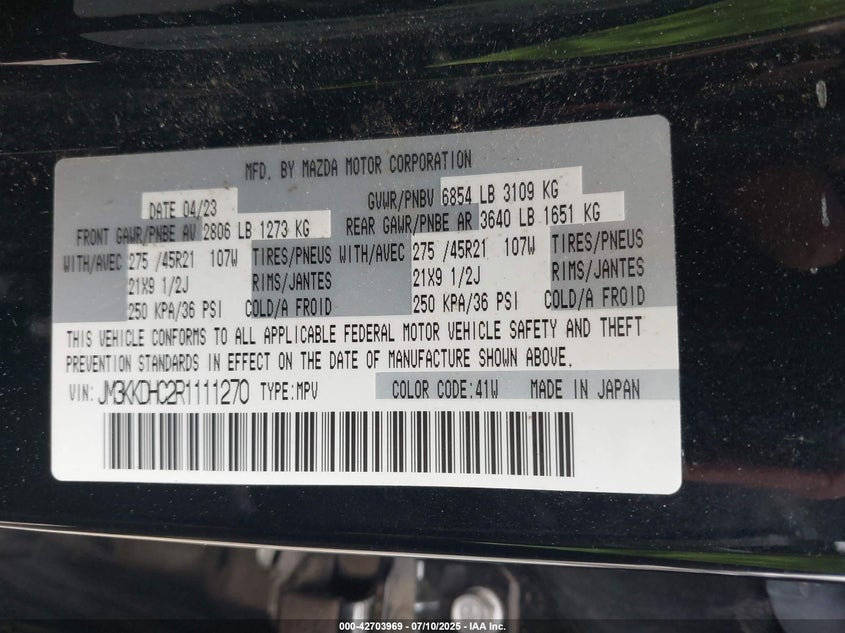 MFD. BY MAZDA MOTOR CORPORATION
DATE 04/23 GVWR/PNBV 6854 LB 3109 KG
FRONT GAWR/PNBE AV 2806 LB 1273 KG REAR GAWR/PNBE AR 3640 LB 1651 KG
WITH/AVEC 275 /45R21 107W TIRES/PNEUS WITH/AVEC 275 /45R21 107W TIRES/PNEUS
21X9 1/2J RIMS/JANTES 21X9 1/2J RIMS/JANTES
250 KPA/36 PSI COLD/A FROID 250 KPA/36 PSI COLD/A FROID
THIS VEHICLE CONFORMS TO ALL APPLICABLE FEDERAL MOTOR VEHICLE SAFETY AND THEFT
PREVENTION STANDARDS IN EFFECT ON THE DATE OF MANUFACTURE SHOWN ABOVE.
VIN: JM3KKDHC2R1111270 TYPE:MPV COLOR CODE:41W MADE IN JAPAN
000-42703969 - 07/10/2025 - IAA Inc.